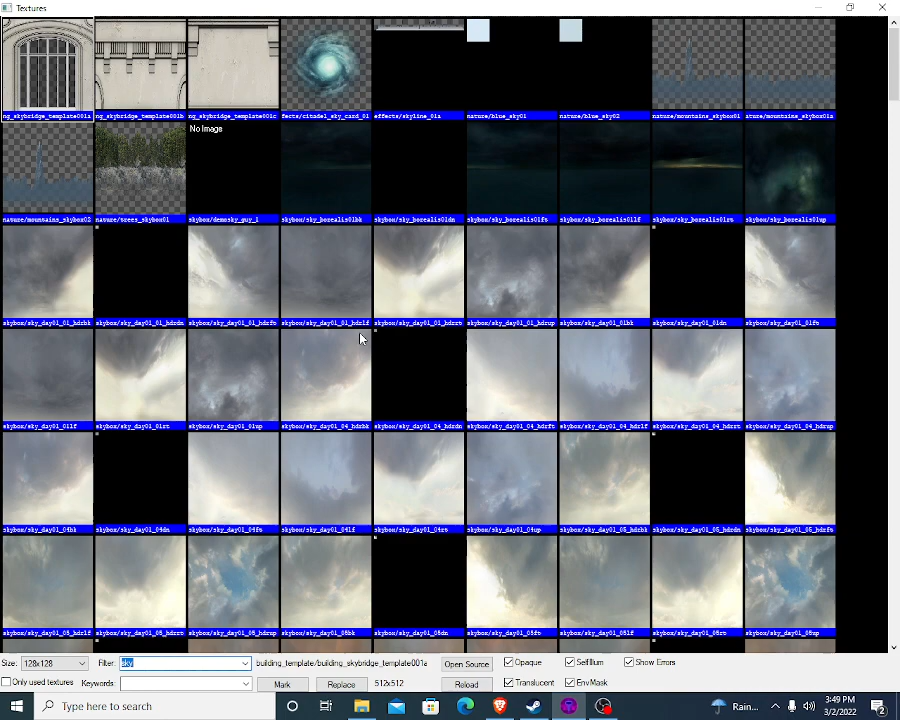 Textures
ng_skybridge_template001a ng_skybridge_template001b ng_skybridge_template001c fects/citadel_sky_card_01 effects/skyline_01a nature/blue_sky01 nature/blue_sky02 nature/mountains_skybox01 ature/mountains_skybox01a
No Image
nature/mountains_skybox02 nature/trees_skybox01 skybox/demosky_guy_1 skybox/sky_borealis01bk skybox/sky_borealis01dn skybox/sky_borealis01ft skybox/sky_borealis01lf skybox/sky_borealis01rt skybox/sky_borealis01up
skybox/sky_day01_01_hdrbk skybox/sky_day01_01_hdrdn skybox/sky_day01_01_hdrft skybox/sky_day01_01_hdrlf skybox/sky_day01_01_hdrrt skybox/sky_day01_01_hdrup skybox/sky_day01_01bk skybox/sky_day01_01dn skybox/sky_day01_01ft
skybox/sky_day01_01lf skybox/sky_day01_01rt skybox/sky_day01_01up skybox/sky_day01_04_hdrbk skybox/sky_day01_04_hdrdn skybox/sky_day01_04_hdrft skybox/sky_day01_04_hdrlf skybox/sky_day01_04_hdrrt skybox/sky_day01_04_hdrup
skybox/sky_day01_04bk skybox/sky_day01_04dn skybox/sky_day01_04ft skybox/sky_day01_04lf skybox/sky_day01_04rt skybox/sky_day01_04up skybox/sky_day01_05_hdrbk skybox/sky_day01_05_hdrdn skybox/sky_day01_05_hdrft
skybox/sky_day01_05_hdrlf skybox/sky_day01_05_hdrrt skybox/sky_day01_05_hdrup skybox/sky_day01_05bk skybox/sky_day01_05dn skybox/sky_day01_05ft skybox/sky_day01_05lf skybox/sky_day01_05rt skybox/sky_day01_05up
Size: 128x128 Filter: sky building_template/building_skybridge_template001a Open Source Opaque SelfIllum Show Errors
Only used textures Keywords: Mark Replace 512x512 Reload Translucent EnvMask
Type here to search Rain... 3:49 PM
3/2/2022 2